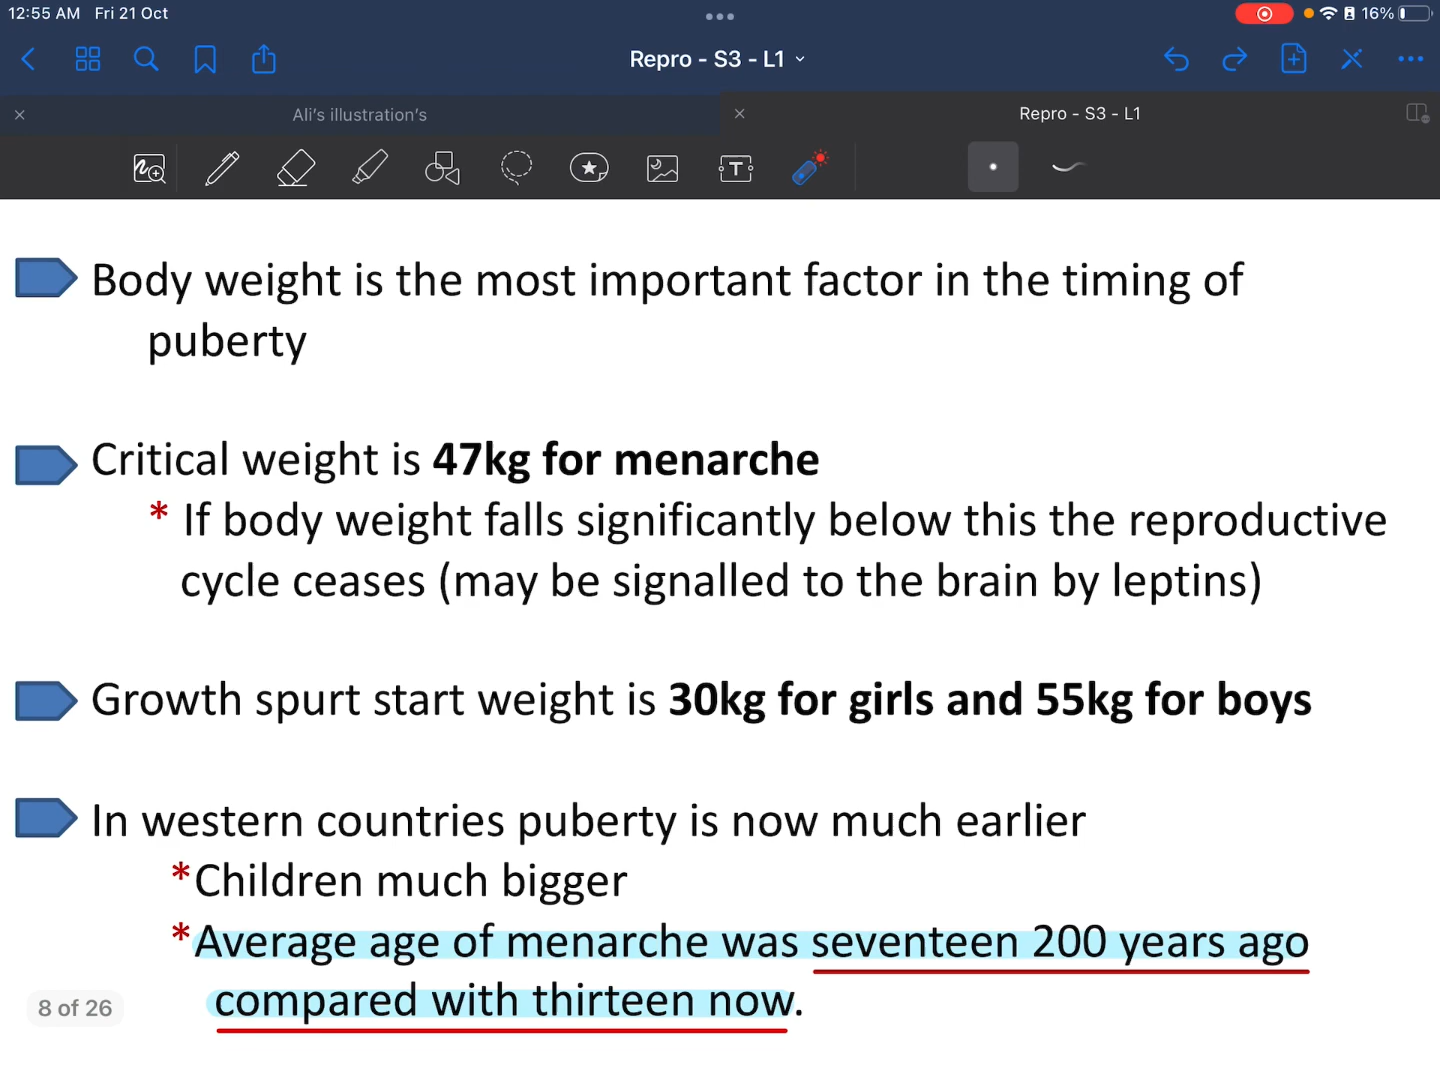 12:55 AM Fri 21 Oct
16%
Repro - S3 - L1
Ali's illustration's
Repro - S3 - L1
Body weight is the most important factor in the timing of
puberty
Critical weight is 47kg for menarche
* If body weight falls significantly below this the reproductive
cycle ceases (may be signalled to the brain by leptins)
Growth spurt start weight is 30kg for girls and 55kg for boys
In western countries puberty is now much earlier
*Children much bigger
*Average age of menarche was seventeen 200 years ago
compared with thirteen now.
8 of 26